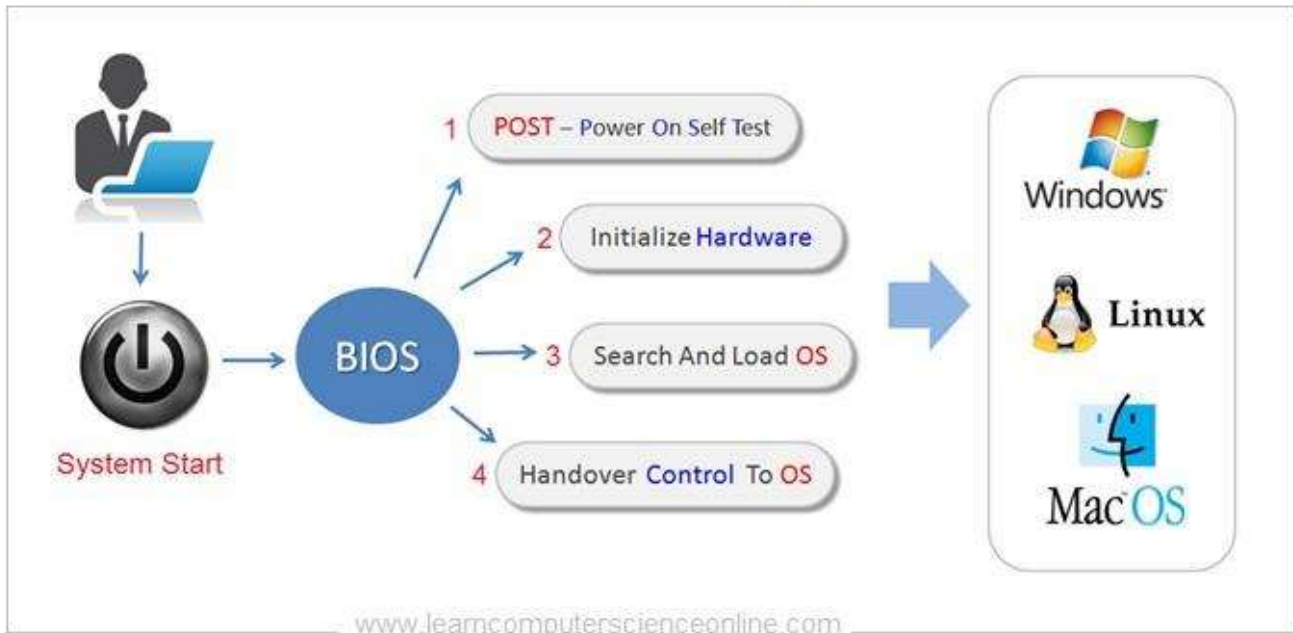 1 POST – Power On Self Test
2 Initialize Hardware
BIOS
3 Search And Load OS
System Start
4 Handover Control To OS
Windows
Linux
Mac OS
www.learncomputerscienceonline.com